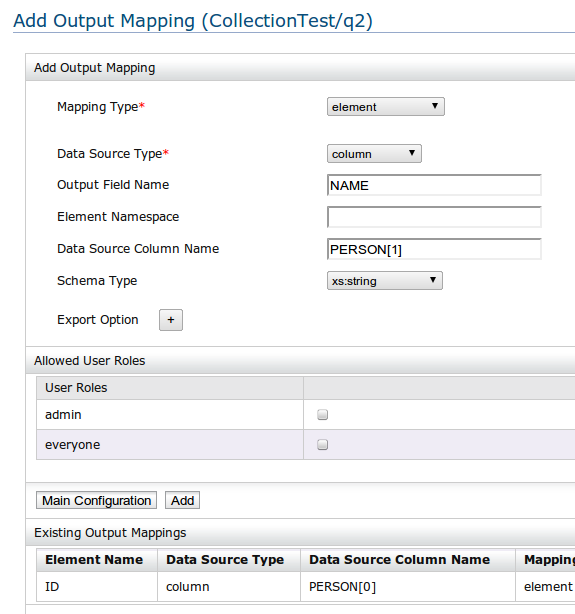 Add Output Mapping (CollectionTest/q2)
Add Output Mapping
Mapping Type* element
Data Source Type* column
Output Field Name NAME
Element Namespace
Data Source Column Name PERSON[1]
Schema Type xs:string
Export Option +
Allowed User Roles
User Roles
admin
everyone
Main Configuration Add
Existing Output Mappings
Element Name Data Source Type Data Source Column Name Mapping
ID column PERSON[0] element